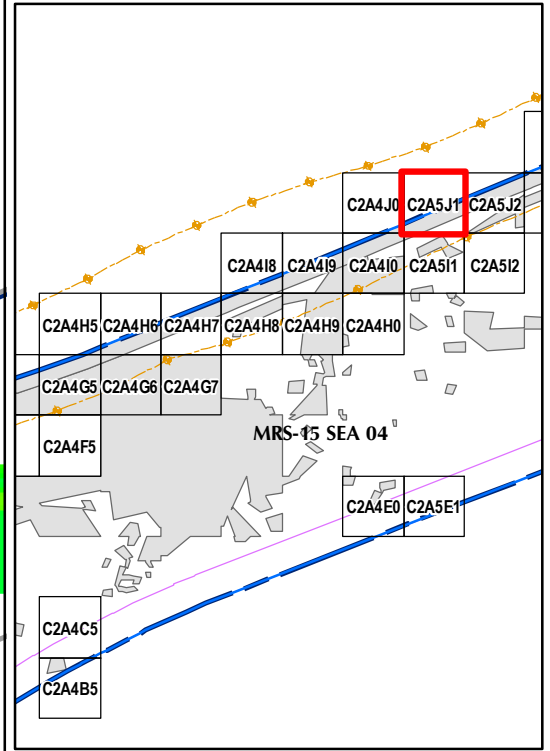 C2A4J0 C2A5J1 C2A5J2
C2A4I8 C2A4I9 C2A4I0 C2A5I1 C2A5I2
C2A4H5 C2A4H6 C2A4H7 C2A4H8 C2A4H9 C2A4H0
C2A4G5 C2A4G6 C2A4G7
C2A4F5
MRS-15 SEA 04
C2A4E0 C2A5E1
C2A4C5
C2A4B5